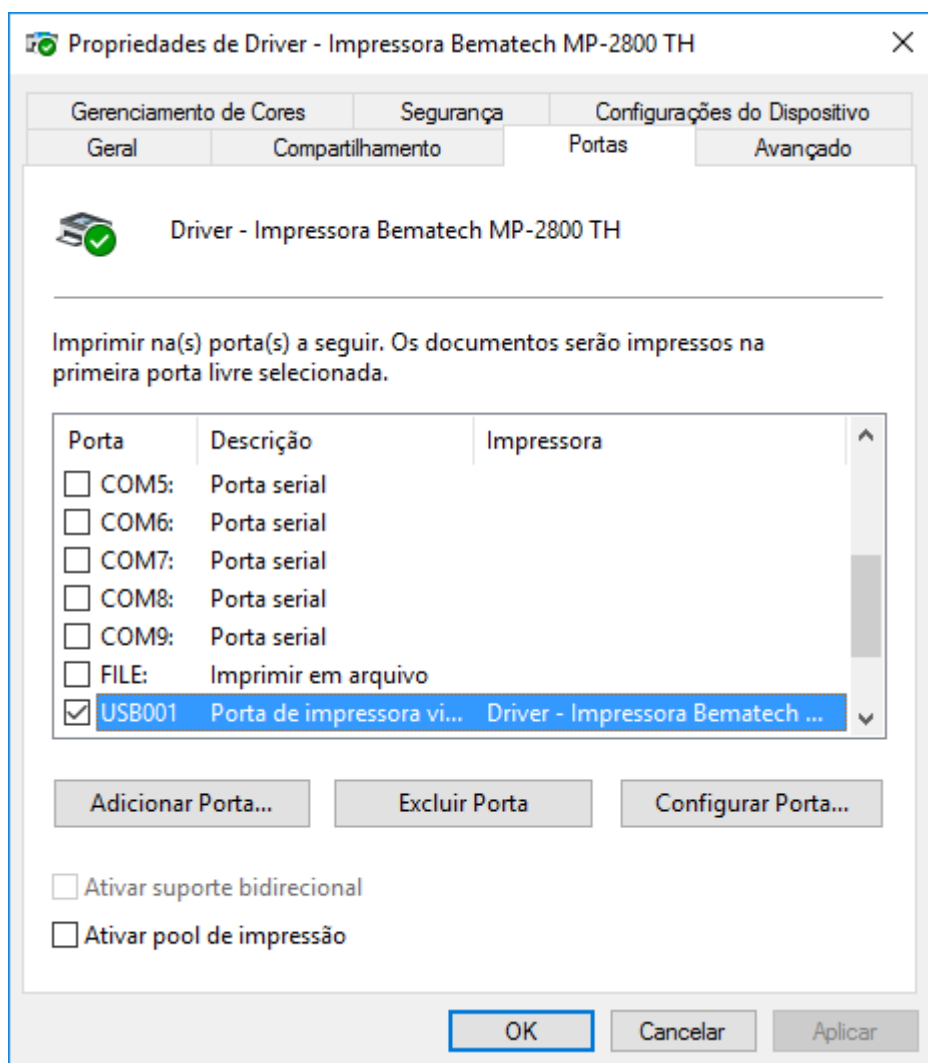 Propriedades de Driver - Impressora Bematech MP-2800 TH
Gerenciamento de Cores Segurança Configurações do Dispositivo
Geral Compartilhamento Portas Avançado
Driver - Impressora Bematech MP-2800 TH
Imprimir na(s) porta(s) a seguir. Os documentos serão impressos na
primeira porta livre selecionada.
Porta Descrição Impressora
COM5: Porta serial
COM6: Porta serial
COM7: Porta serial
COM8: Porta serial
COM9: Porta serial
FILE: Imprimir em arquivo
USB001 Porta de impressora vi... Driver - Impressora Bematech ...
Adicionar Porta... Excluir Porta Configurar Porta...
Ativar suporte bidirecional
Ativar pool de impressão
OK Cancelar Aplicar